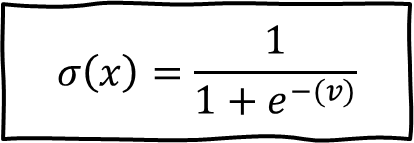 σ(x) = 1 / (1 + e^{-(v)})